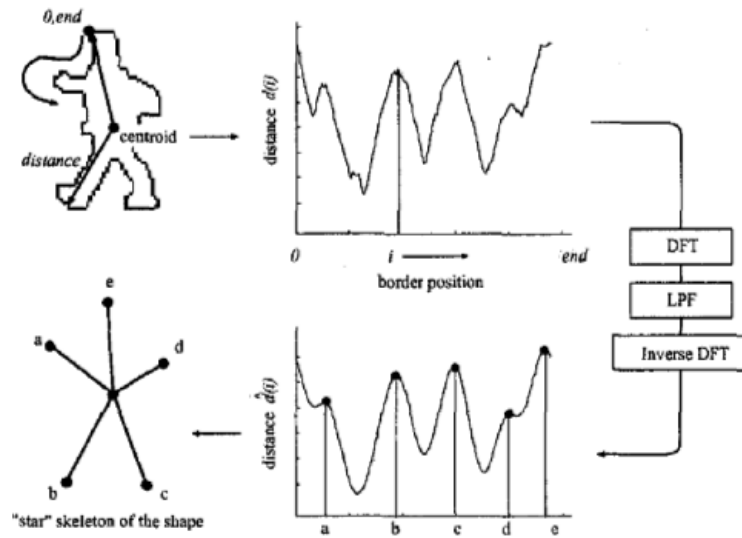 0,end
centroid
distance
distance d(i)
0
i
end
border position
DFT
LPF
Inverse DFT
distance d̂(i)
a
b
c
d
e
e
a
d
b
c
"star" skeleton of the shape